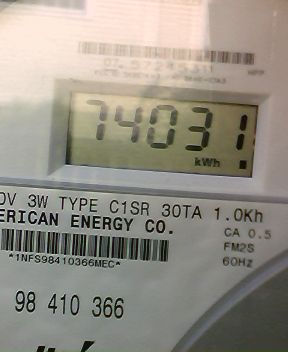 74031
kWh
0V 3W TYPE C1SR 30TA 1.0Kh
ERICAN ENERGY CO.
CA 0.5
FM2S
60Hz
*1NFS98410366MEC*
98 410 366